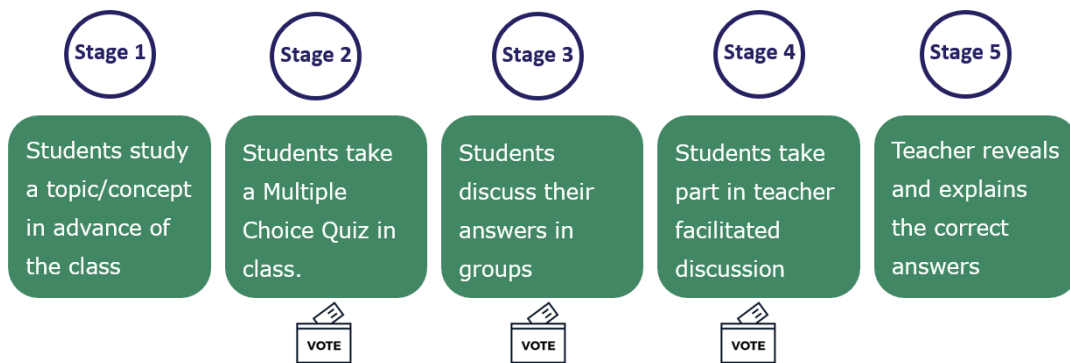 Stage 1
Stage 2
Stage 3
Stage 4
Stage 5
Students study
a topic/concept
in advance of
the class
Students take
a Multiple
Choice Quiz in
class.
Students
discuss their
answers in
groups
Students take
part in teacher
facilitated
discussion
Teacher reveals
and explains
the correct
answers
VOTE
VOTE
VOTE